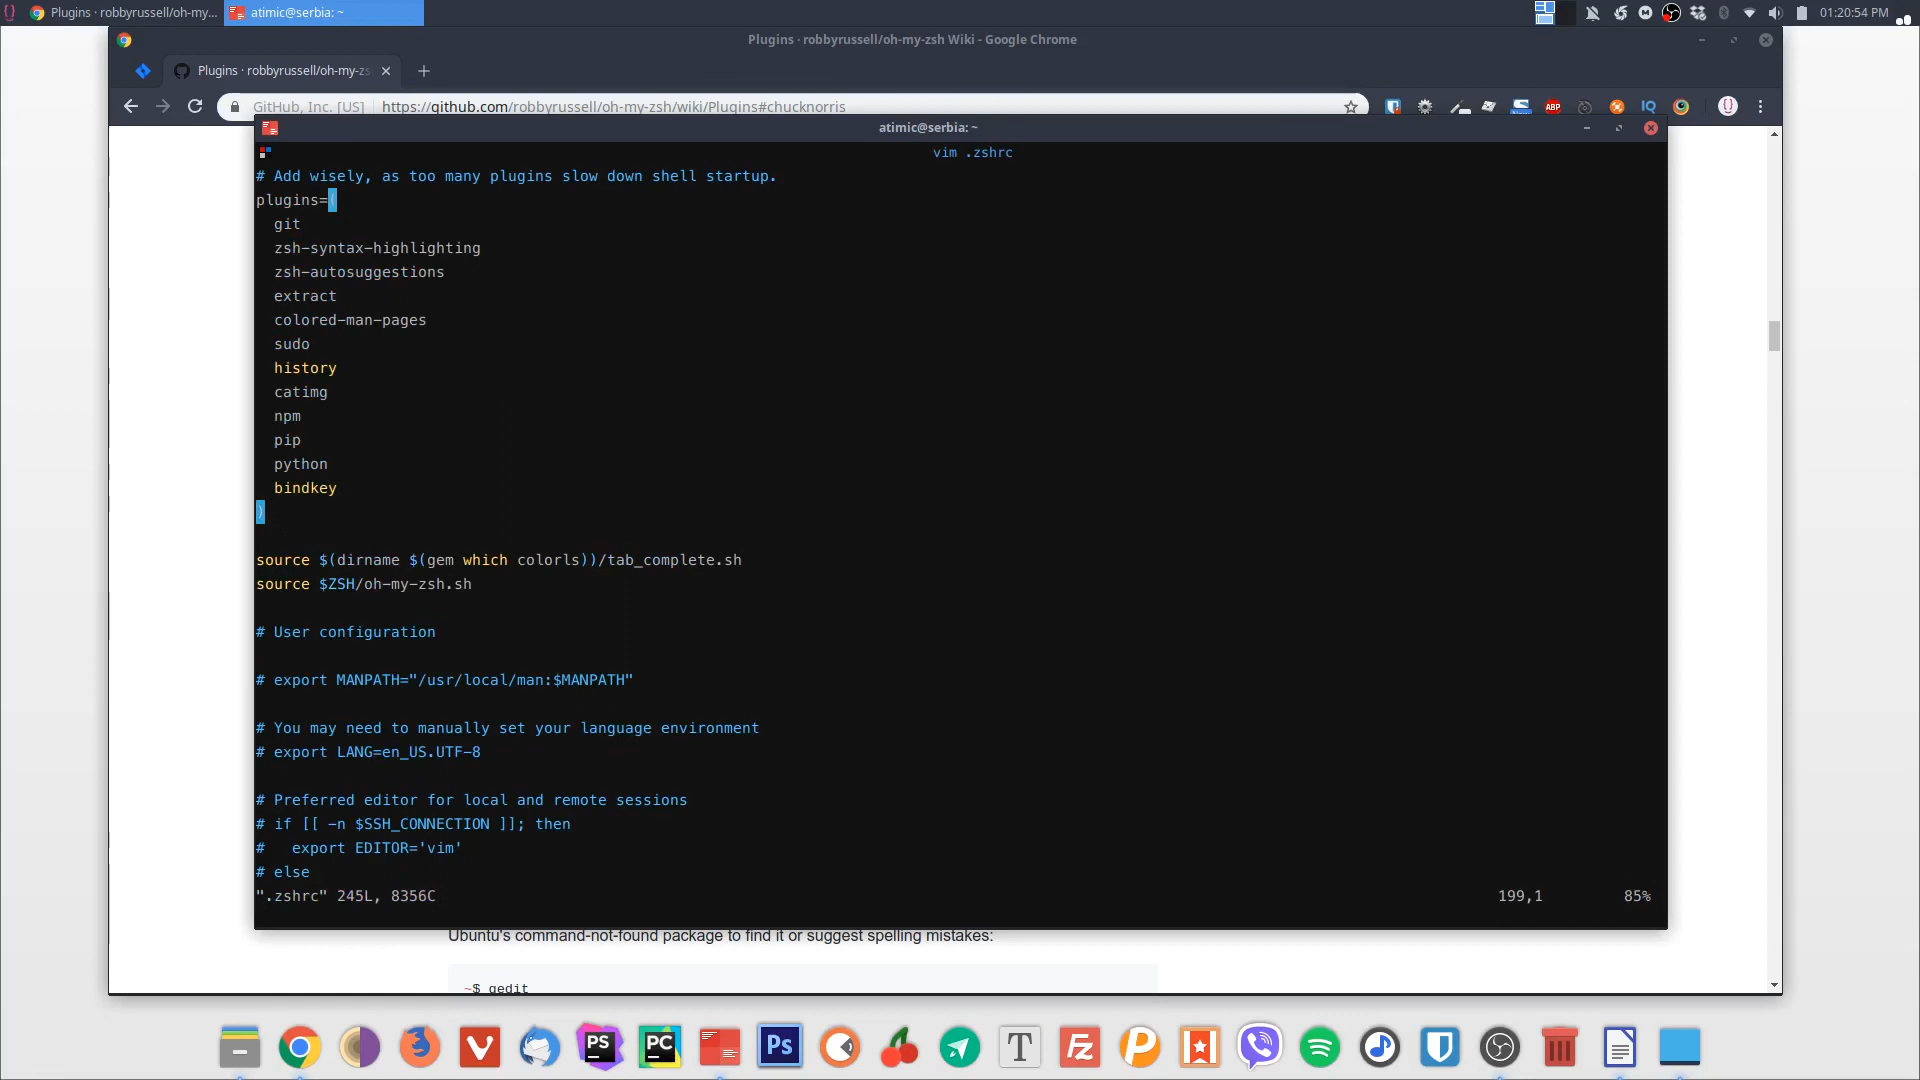 Plugins · robbyrussell/oh-my...
atimic@serbia: ~
01:20:54 PM
Plugins · robbyrussell/oh-my-zsh Wiki - Google Chrome
Plugins · robbyrussell/oh-my-zs
GitHub, Inc. [US]
https://github.com/robbyrussell/oh-my-zsh/wiki/Plugins#chucknorris
ABP
IQ
atimic@serbia: ~
vim .zshrc
# Add wisely, as too many plugins slow down shell startup.
plugins=(
git
zsh-syntax-highlighting
zsh-autosuggestions
extract
colored-man-pages
sudo
history
catimg
npm
pip
python
bindkey
)
source $(dirname $(gem which colorls))/tab_complete.sh
source $ZSH/oh-my-zsh.sh
# User configuration
# export MANPATH="/usr/local/man:$MANPATH"
# You may need to manually set your language environment
# export LANG=en_US.UTF-8
# Preferred editor for local and remote sessions
# if [[ -n $SSH_CONNECTION ]]; then
#   export EDITOR='vim'
# else
".zshrc" 245L, 8356C
199,1
85%
Ubuntu's command-not-found package to find it or suggest spelling mistakes:
~$ gedit
PS
PC
Ps
T
Fz
P